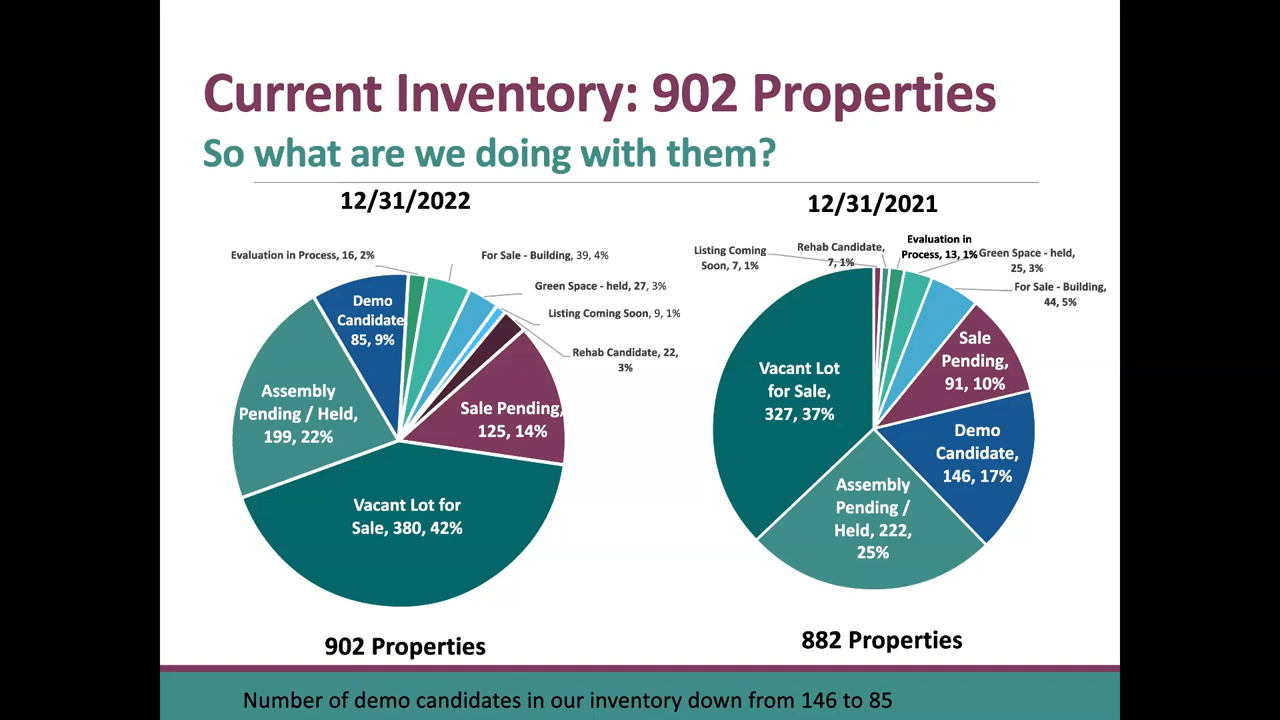 Current Inventory: 902 Properties
So what are we doing with them?
12/31/2022
Evaluation in Process, 16, 2%
For Sale - Building, 39, 4%
Green Space - held, 27, 3%
Listing Coming Soon, 9, 1%
Rehab Candidate, 22,
3%
Demo
Candidate
85, 9%
Assembly
Pending / Held,
199, 22%
Sale Pending,
125, 14%
Vacant Lot for
Sale, 380, 42%
902 Properties
12/31/2021
Listing Coming
Soon, 7, 1%
Rehab Candidate,
7, 1%
Evaluation in
Process, 13, 1%
Green Space - held,
25, 3%
For Sale - Building,
44, 5%
Sale
Pending,
91, 10%
Vacant Lot
for Sale,
327, 37%
Demo
Candidate,
146, 17%
Assembly
Pending /
Held, 222,
25%
882 Properties
Number of demo candidates in our inventory down from 146 to 85